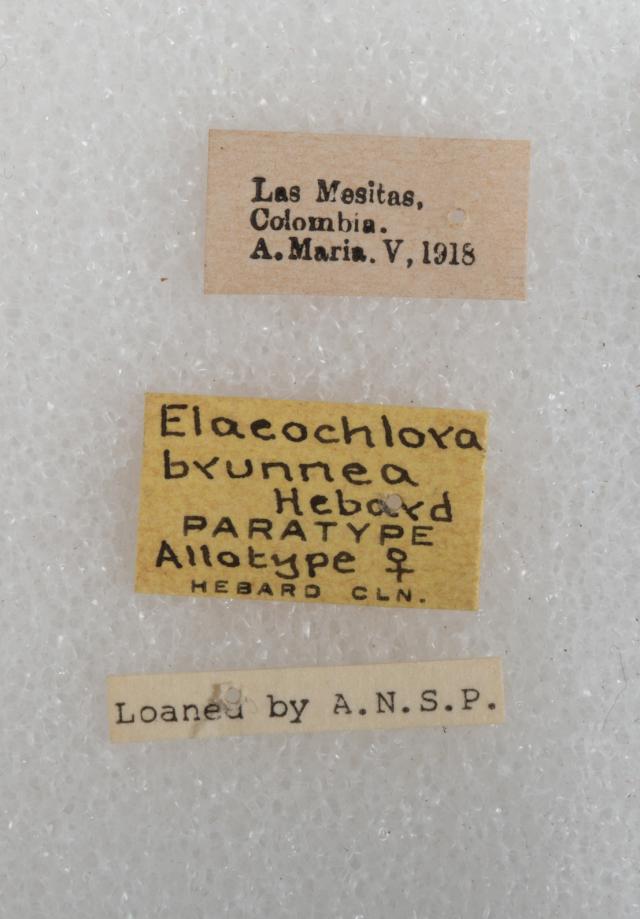 Las Mesitas,
Colombia.
A. Maria. V, 1918
Elaeochlora
brunnea
Hebard
PARATYPE
Allotype ♀
HEBARD CLN.
Loaned by A.N.S.P.